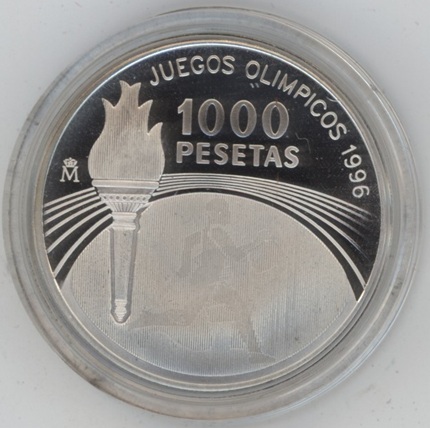 JUEGOS OLIMPICOS 1996
1000
PESETAS
M